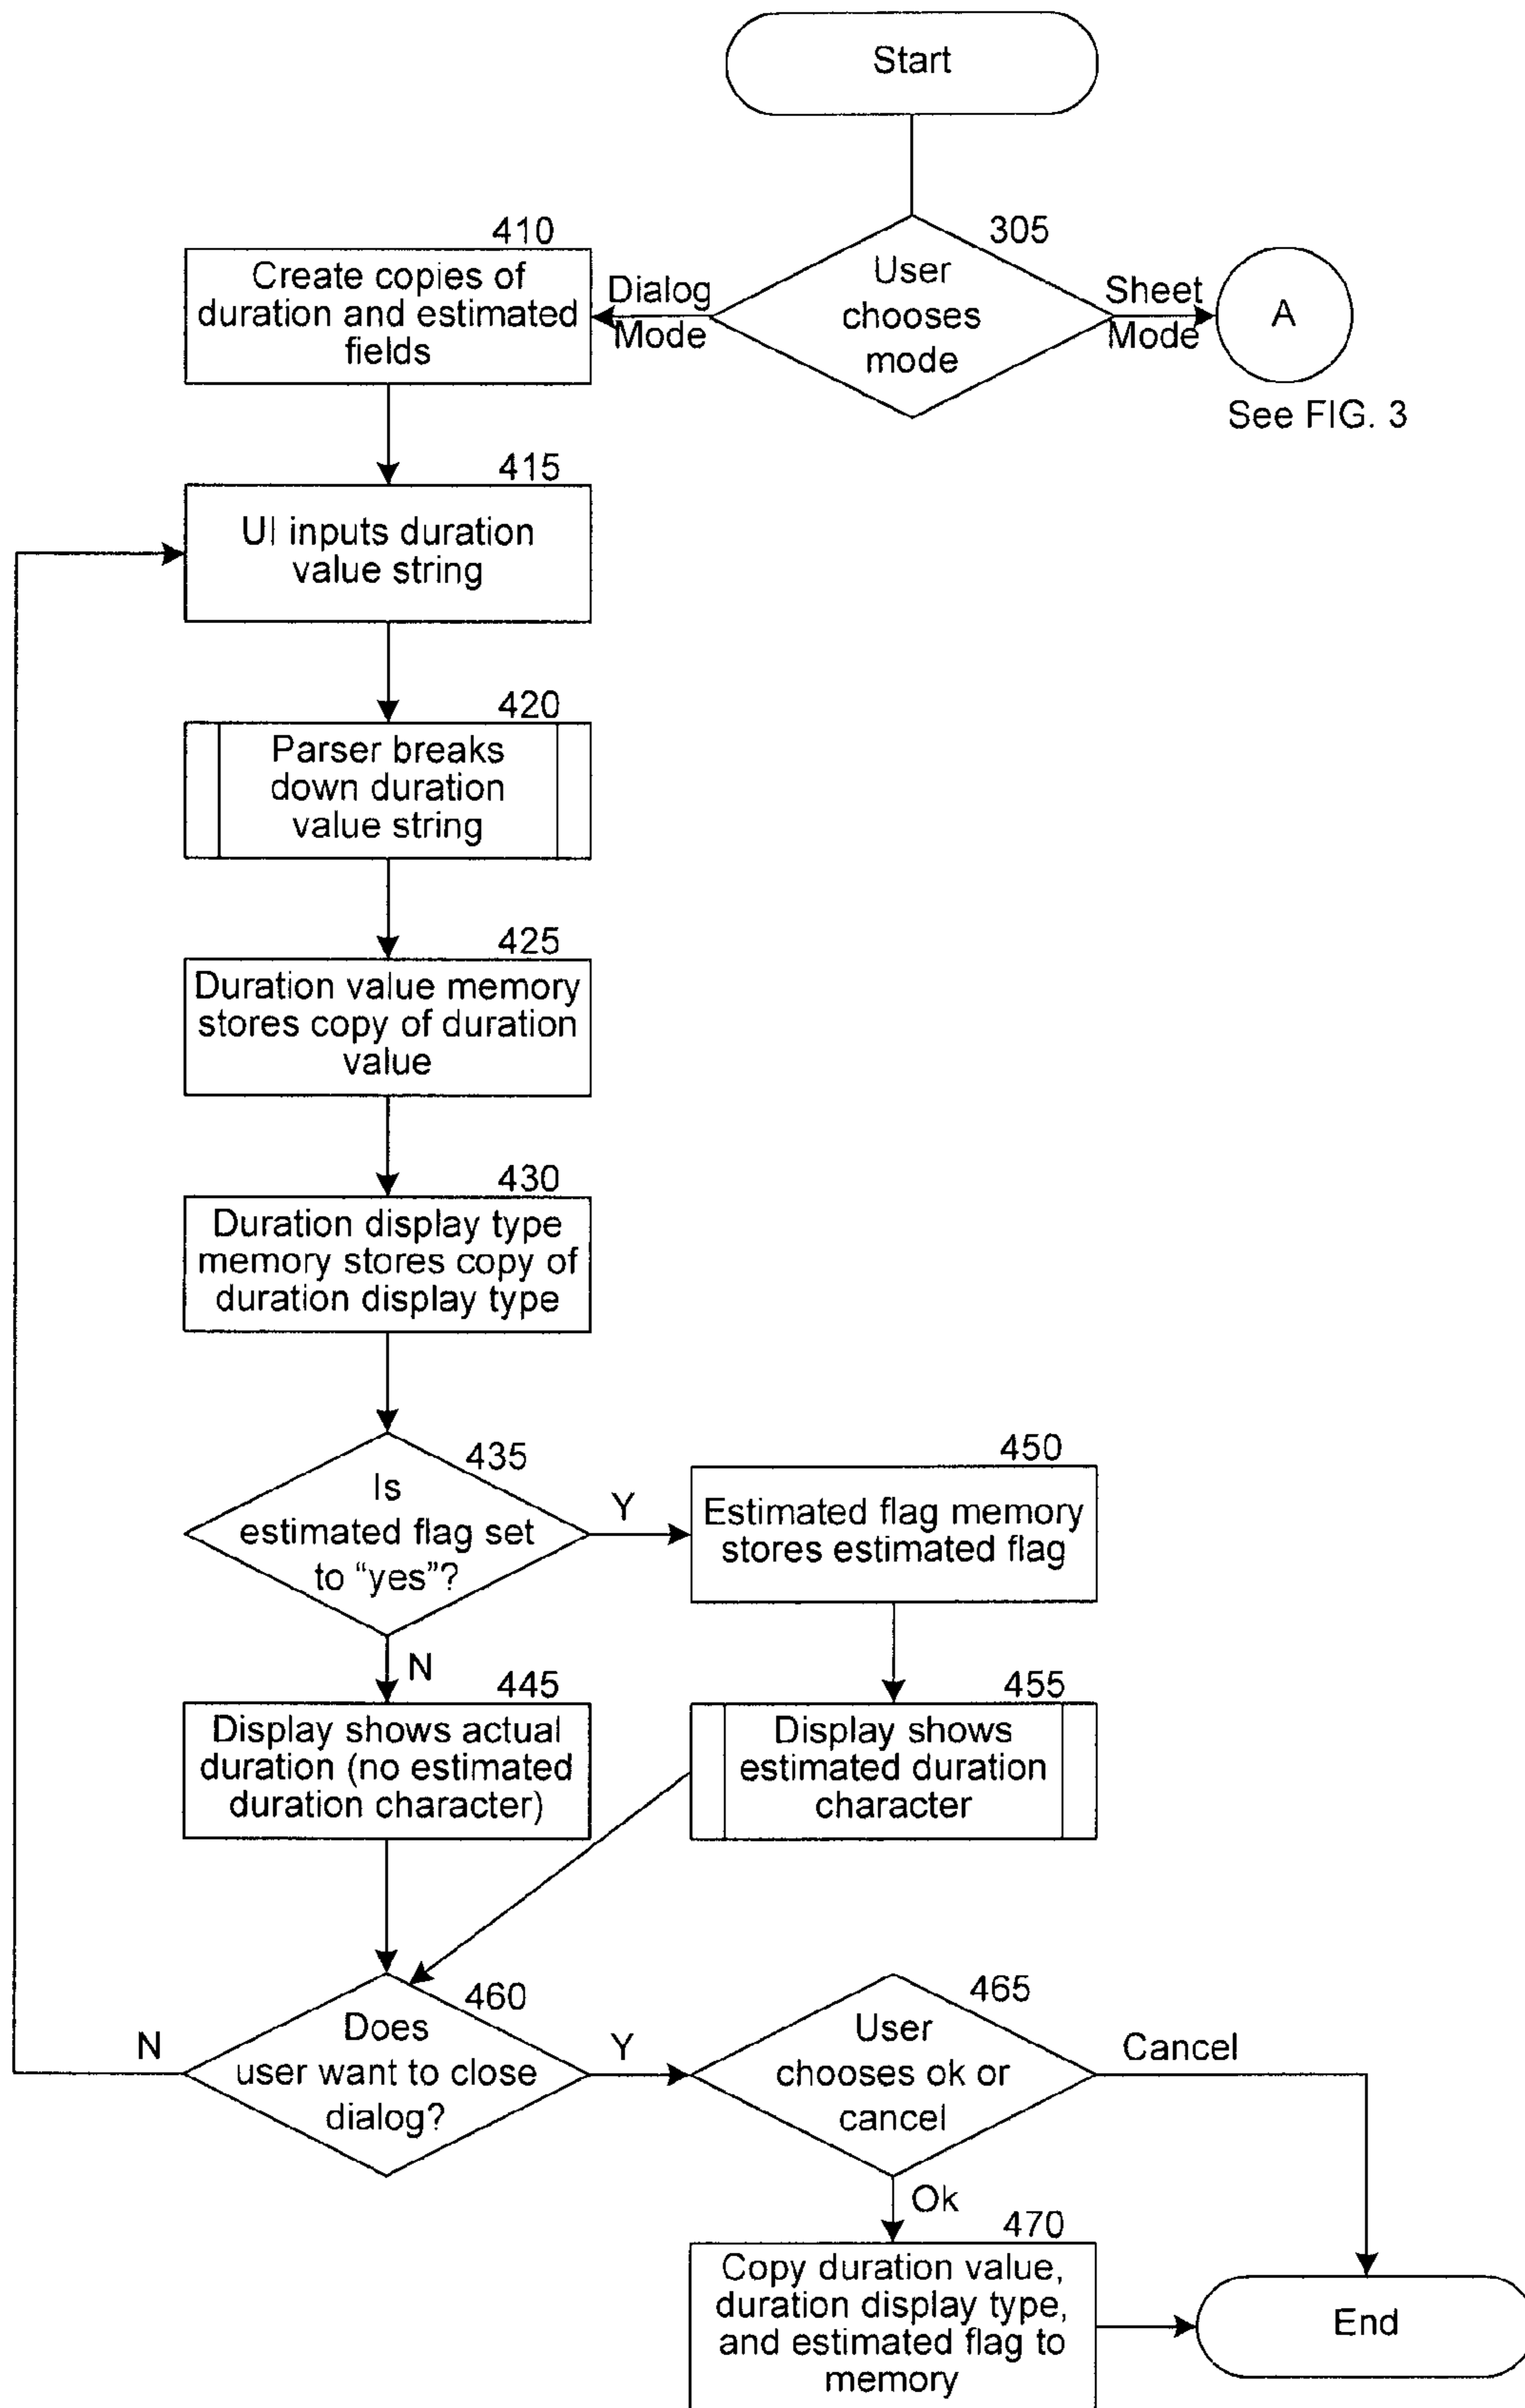 Start
305
User
chooses
mode
Dialog
Mode
Sheet
Mode
A
See FIG. 3
410
Create copies of
duration and estimated
fields
415
UI inputs duration
value string
420
Parser breaks
down duration
value string
425
Duration value memory
stores copy of duration
value
430
Duration display type
memory stores copy of
duration display type
435
Is
estimated flag set
to “yes”?
Y
450
Estimated flag memory
stores estimated flag
N
445
Display shows actual
duration (no estimated
duration character)
455
Display shows
estimated duration
character
460
Does
user want to close
dialog?
N
Y
465
User
chooses ok or
cancel
Cancel
Ok
470
Copy duration value,
duration display type,
and estimated flag to
memory
End